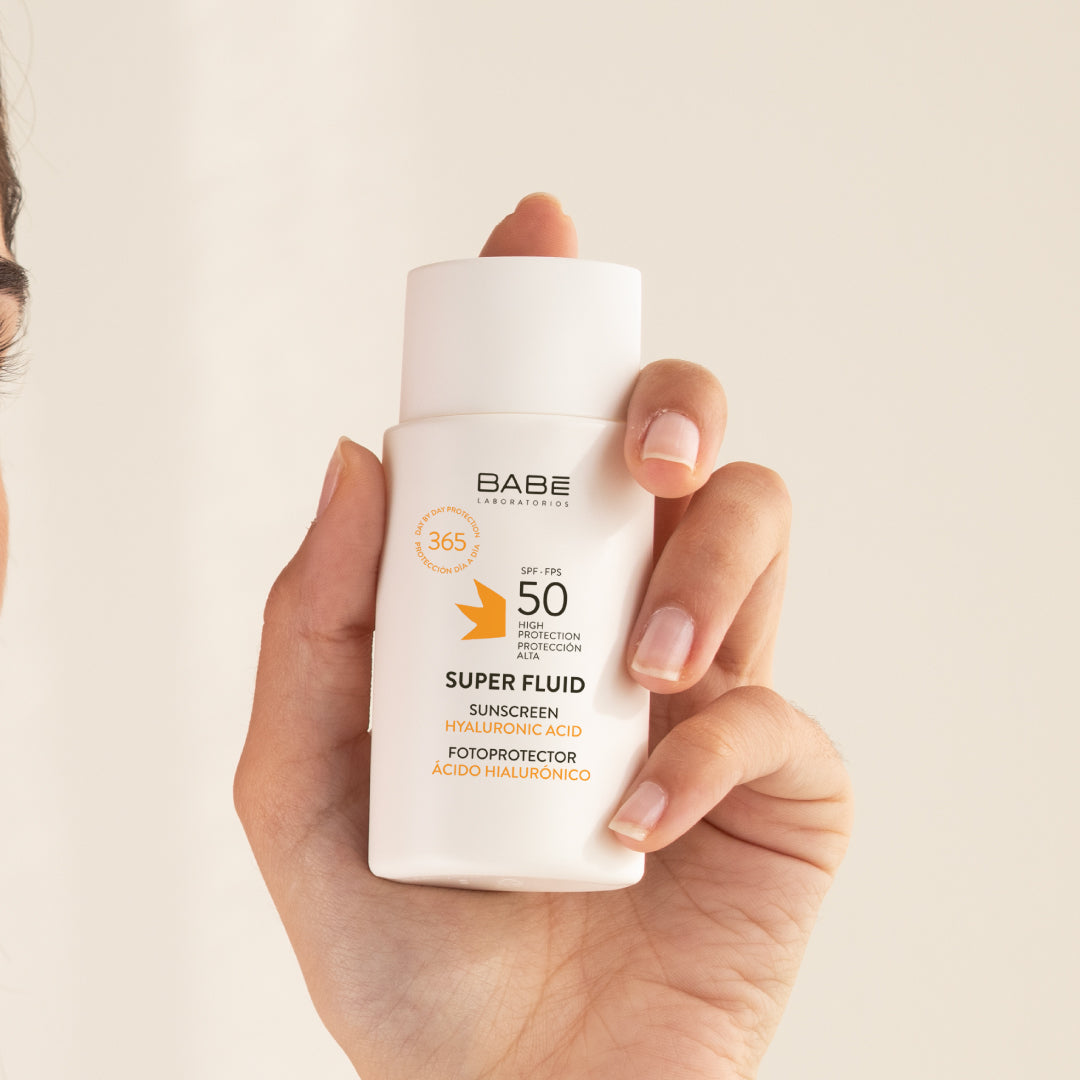 BABĒ
LABORATORIOS
DAY BY DAY PROTECTION
365
PROTECCIÓN DÍA A DÍA
SPF · FPS
50
HIGH
PROTECTION
PROTECCIÓN
ALTA
SUPER FLUID
SUNSCREEN
HYALURONIC ACID
FOTOPROTECTOR
ÁCIDO HIALURÓNICO